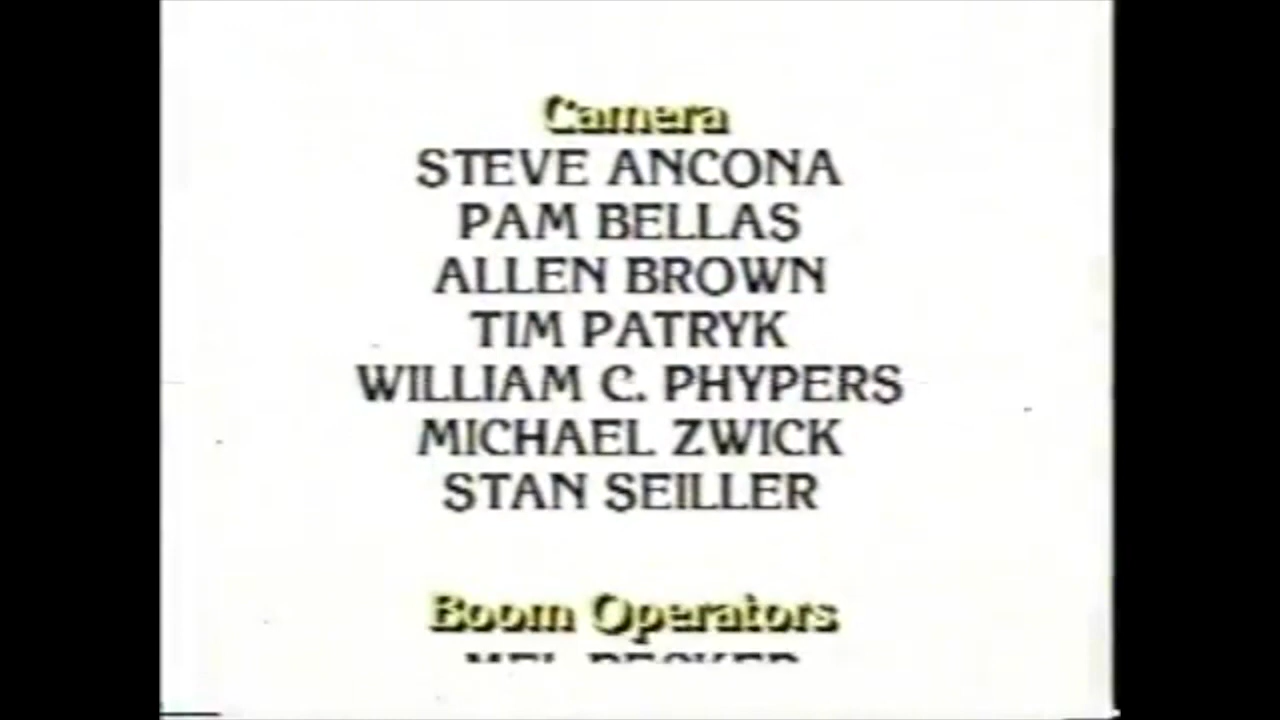 Camera
STEVE ANCONA
PAM BELLAS
ALLEN BROWN
TIM PATRYK
WILLIAM C. PHYPERS
MICHAEL ZWICK
STAN SEILLER
Boom Operators